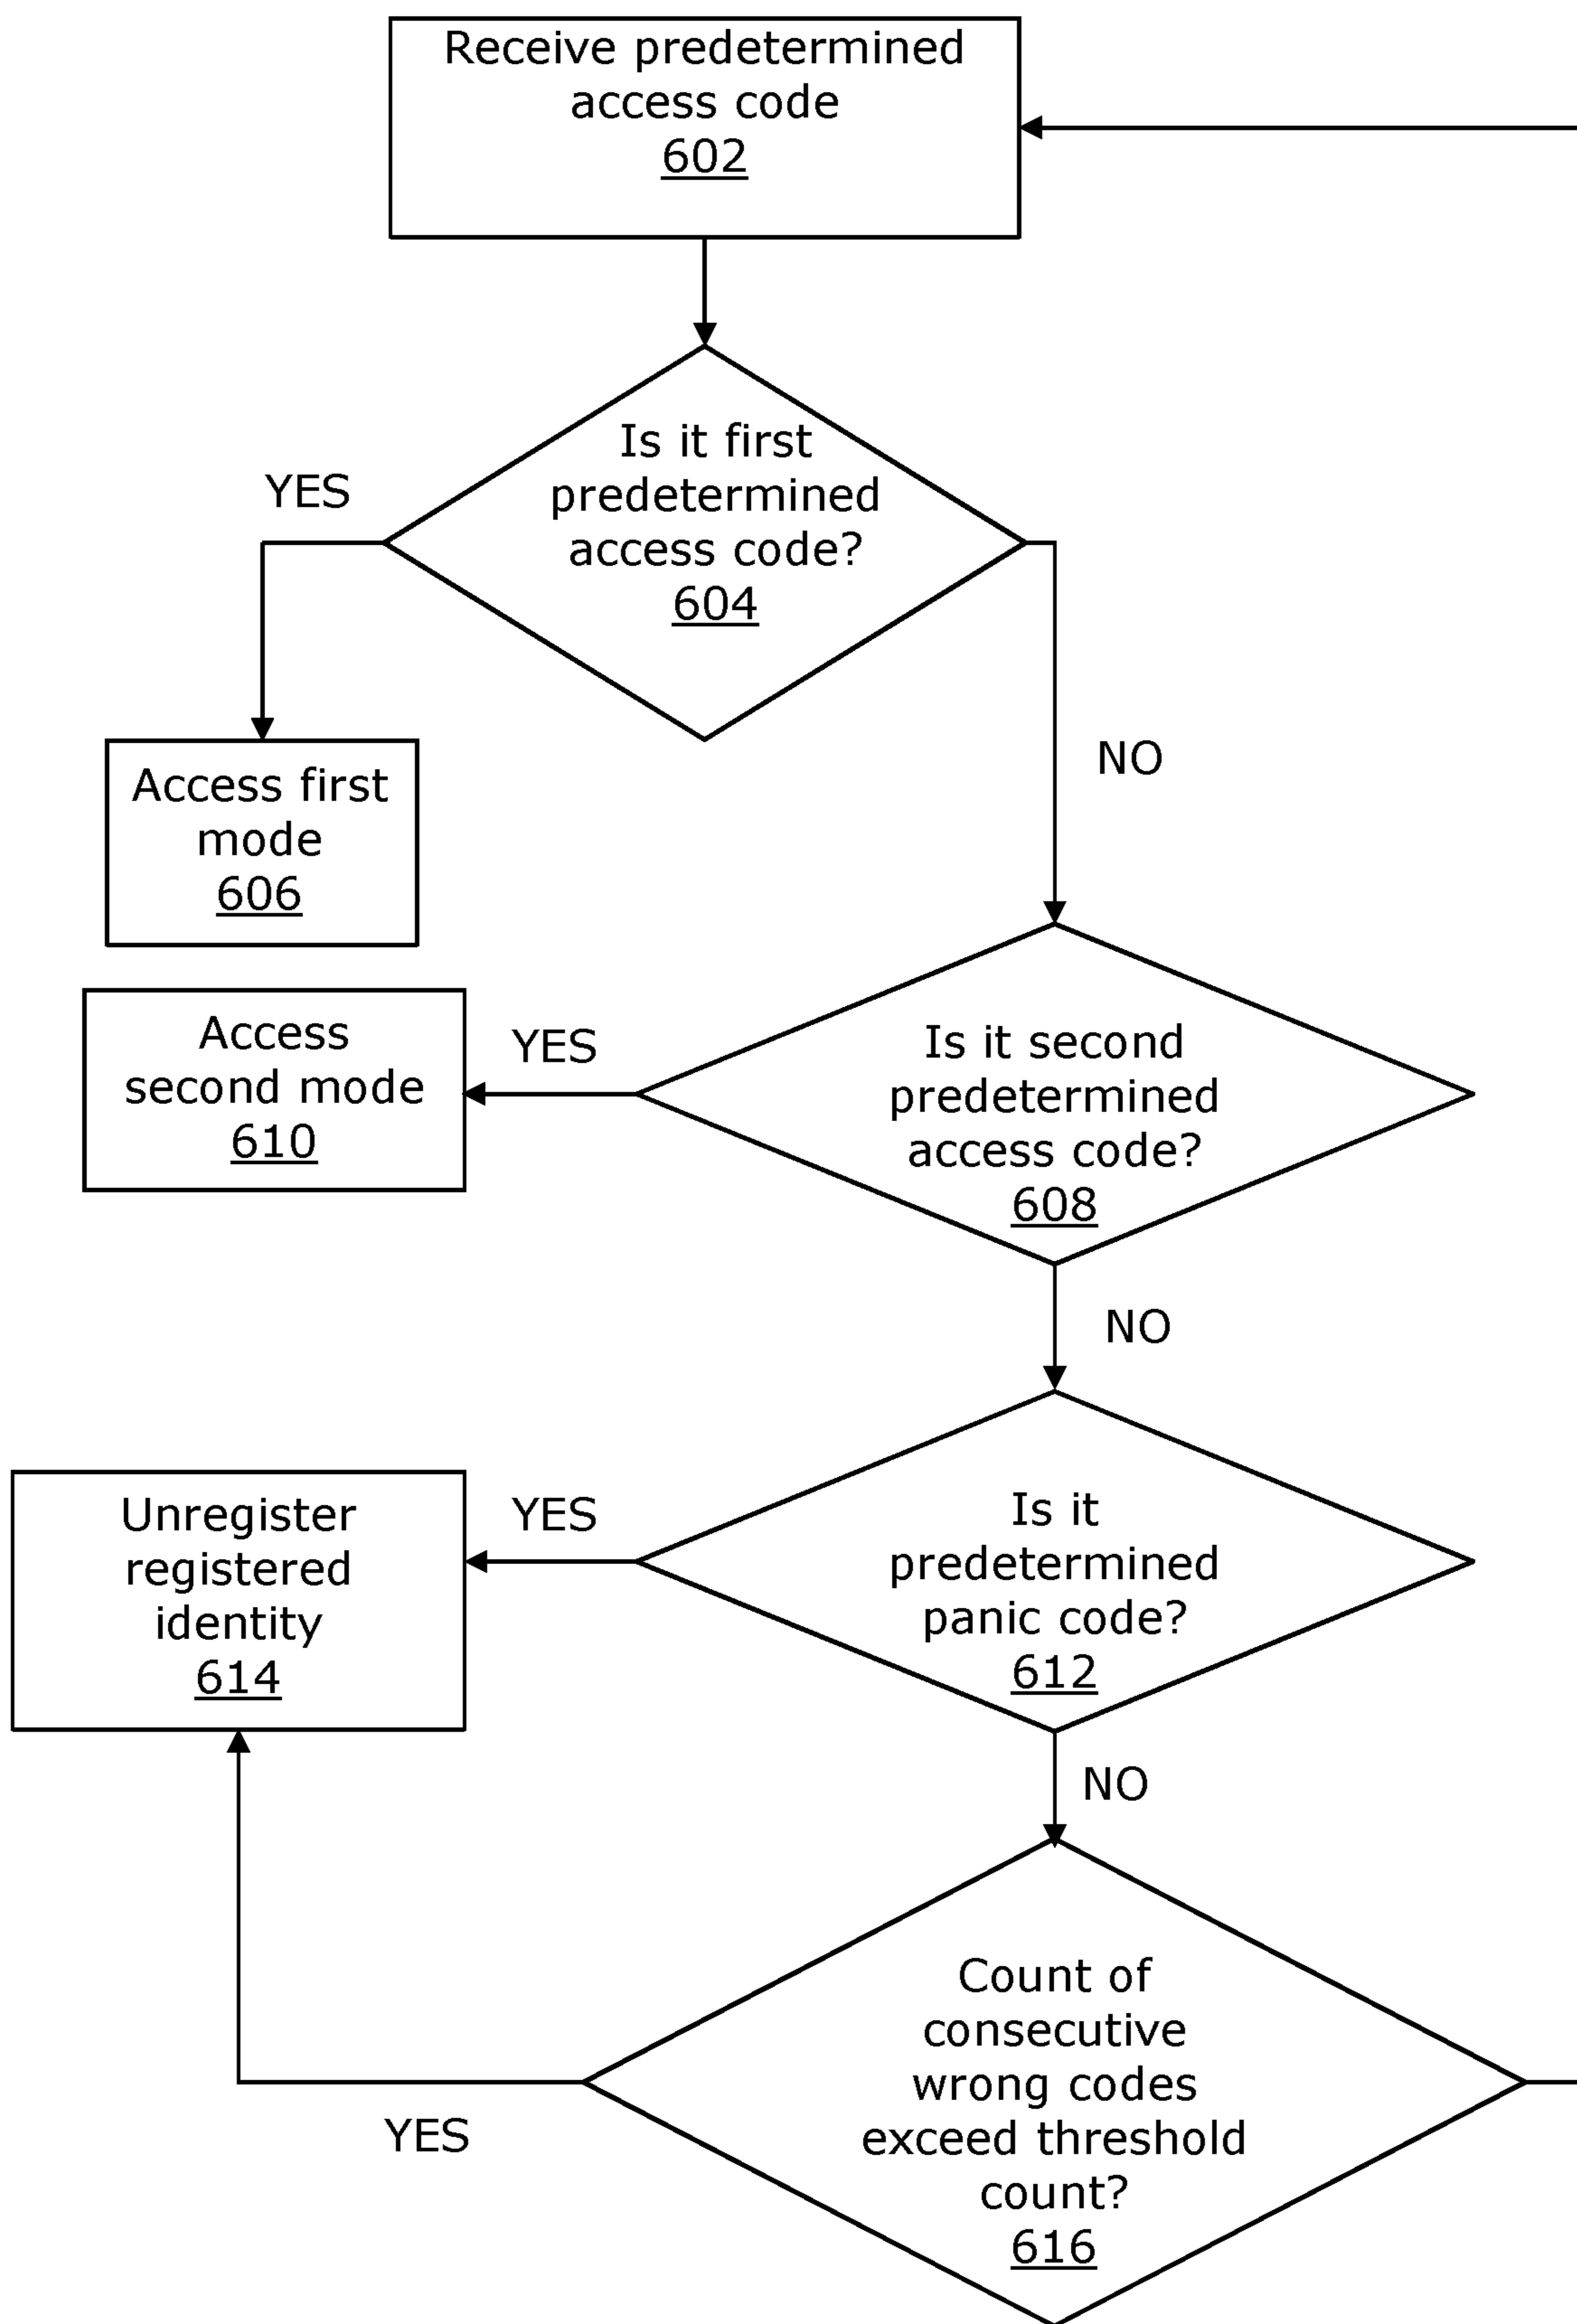 Receive predetermined
access code
602
Is it first
predetermined
access code?
604
YES
NO
Access first
mode
606
Is it second
predetermined
access code?
608
YES
Access
second mode
610
NO
Is it
predetermined
panic code?
612
YES
Unregister
registered
identity
614
NO
Count of
consecutive
wrong codes
exceed threshold
count?
616
YES